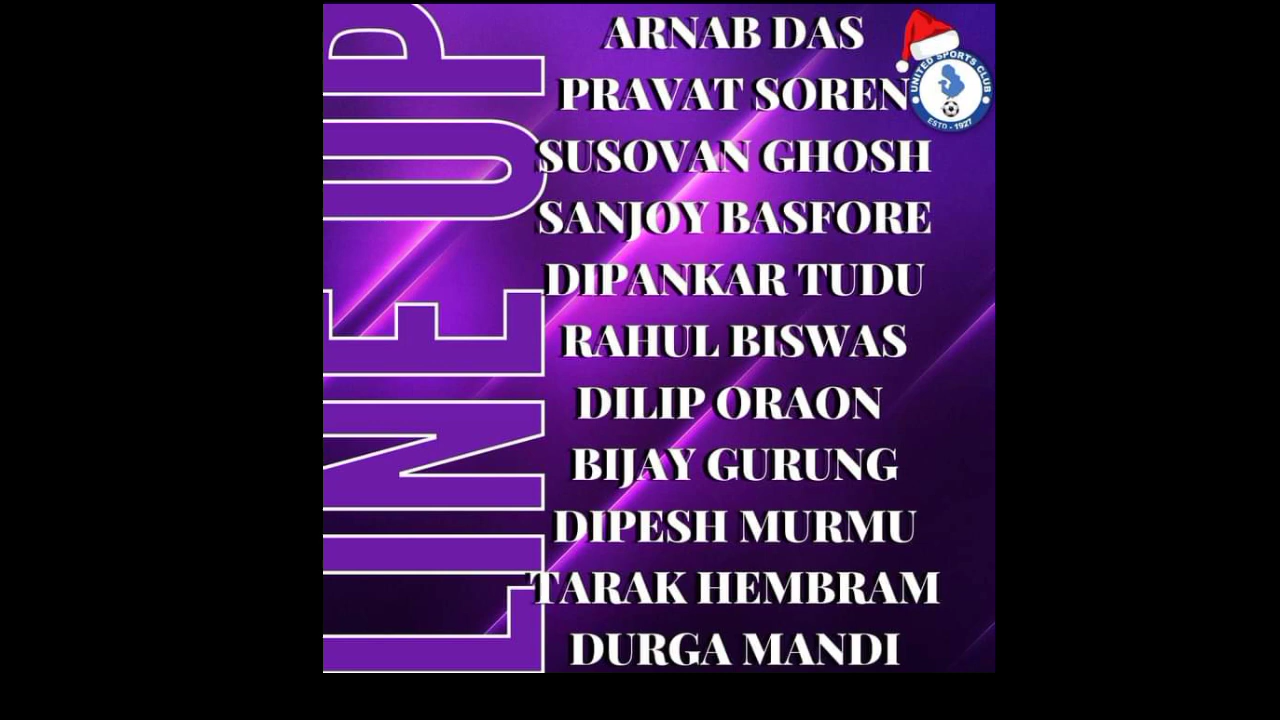 LINE UP
ARNAB DAS
PRAVAT SOREN
SUSOVAN GHOSH
SANJOY BASFORE
DIPANKAR TUDU
RAHUL BISWAS
DILIP ORAON
BIJAY GURUNG
DIPESH MURMU
TARAK HEMBRAM
DURGA MANDI
UNITED SPORTS CLUB
ESTD - 1927